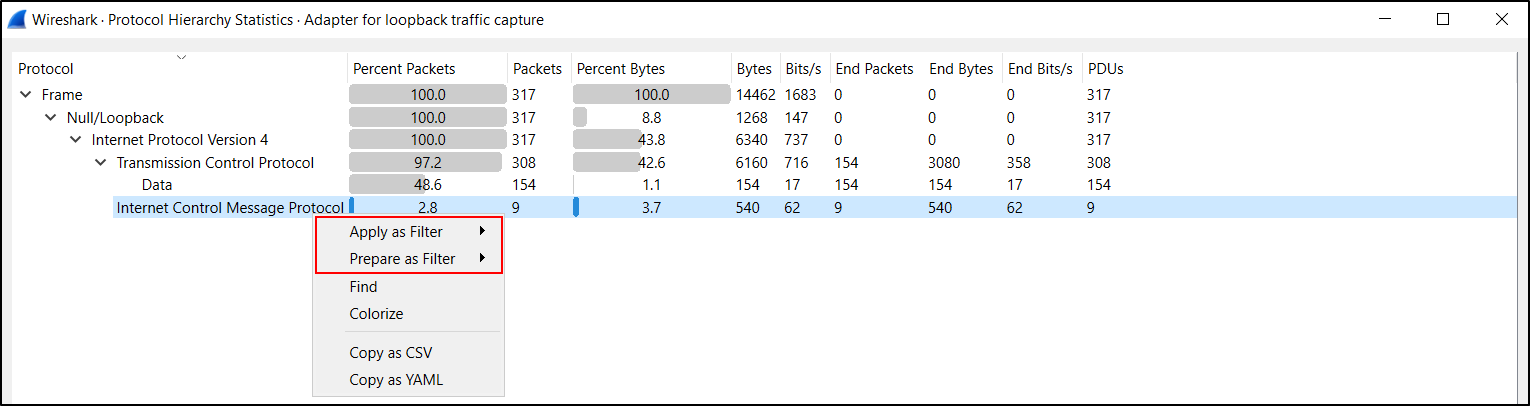 Wireshark · Protocol Hierarchy Statistics · Adapter for loopback traffic capture
Protocol Percent Packets Packets Percent Bytes Bytes Bits/s End Packets End Bytes End Bits/s PDUs
Frame 100.0 317 100.0 14462 1683 0 0 0 317
Null/Loopback 100.0 317 8.8 1268 147 0 0 0 317
Internet Protocol Version 4 100.0 317 43.8 6340 737 0 0 0 317
Transmission Control Protocol 97.2 308 42.6 6160 716 154 3080 358 308
Data 48.6 154 1.1 154 17 154 154 17 154
Internet Control Message Protocol 2.8 9 3.7 540 62 9 540 62 9
Apply as Filter
Prepare as Filter
Find
Colorize
Copy as CSV
Copy as YAML